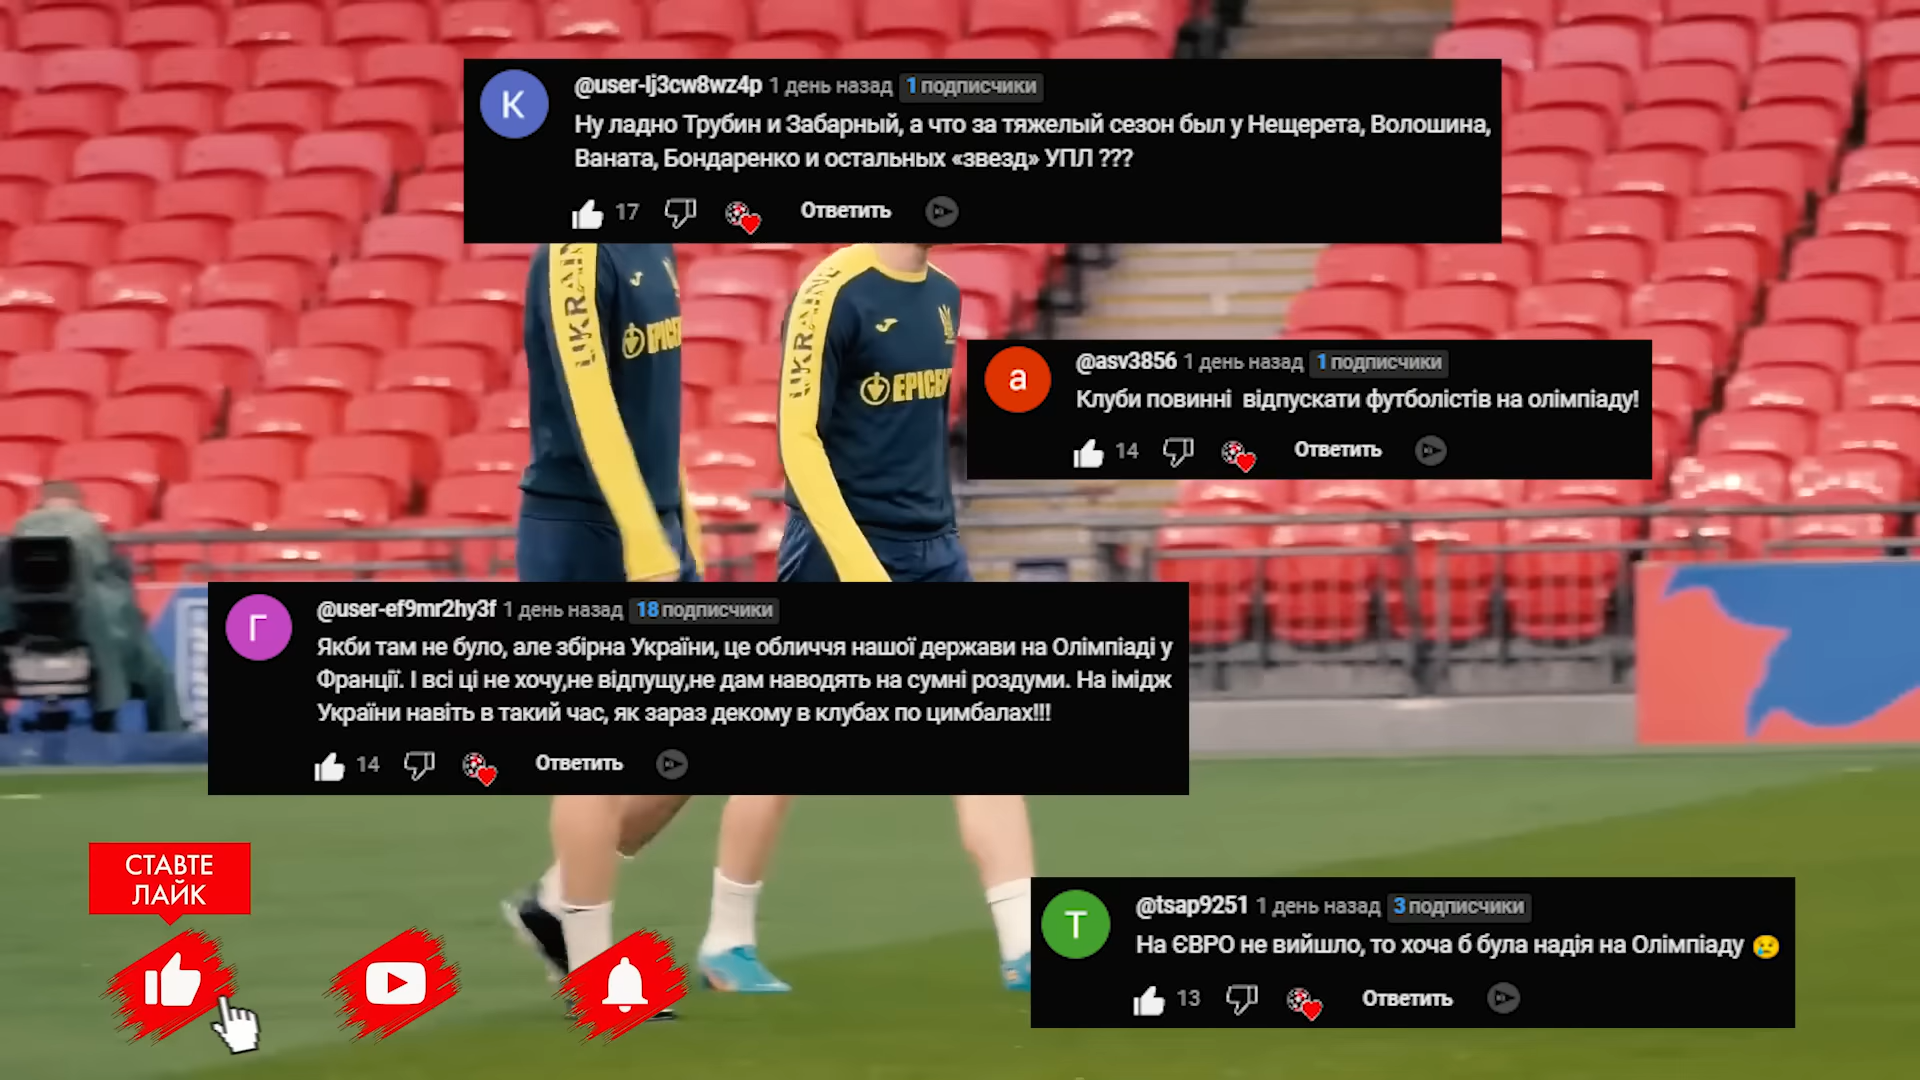 @user-lj3cw8wz4p 1 день назад 1 подписчики
Ну ладно Трубин и Забарный, а что за тяжелый сезон был у Нещерета, Волошина,
Ваната, Бондаренко и остальных «звезд» УПЛ ???
17 Ответить
UKRAINE
EPICE
UKRAINE
EPICE
@asv3856 1 день назад 1 подписчики
Клуби повинні відпускати футболістів на олімпіаду!
14 Ответить
@user-ef9mr2hy3f 1 день назад 18 подписчики
Якби там не було, але збірна України, це обличчя нашої держави на Олімпіаді у
Франції. І всі ці не хочу,не відпущу,не дам наводять на сумні роздуми. На імідж
України навіть в такий час, як зараз декому в клубах по цимбалах!!!
14 Ответить
СТАВТЕ
ЛАЙК
@tsap9251 1 день назад 3 подписчики
На ЄВРО не вийшло, то хоча б була надія на Олімпіаду 😢
13 Ответить
К
а
Г
Т